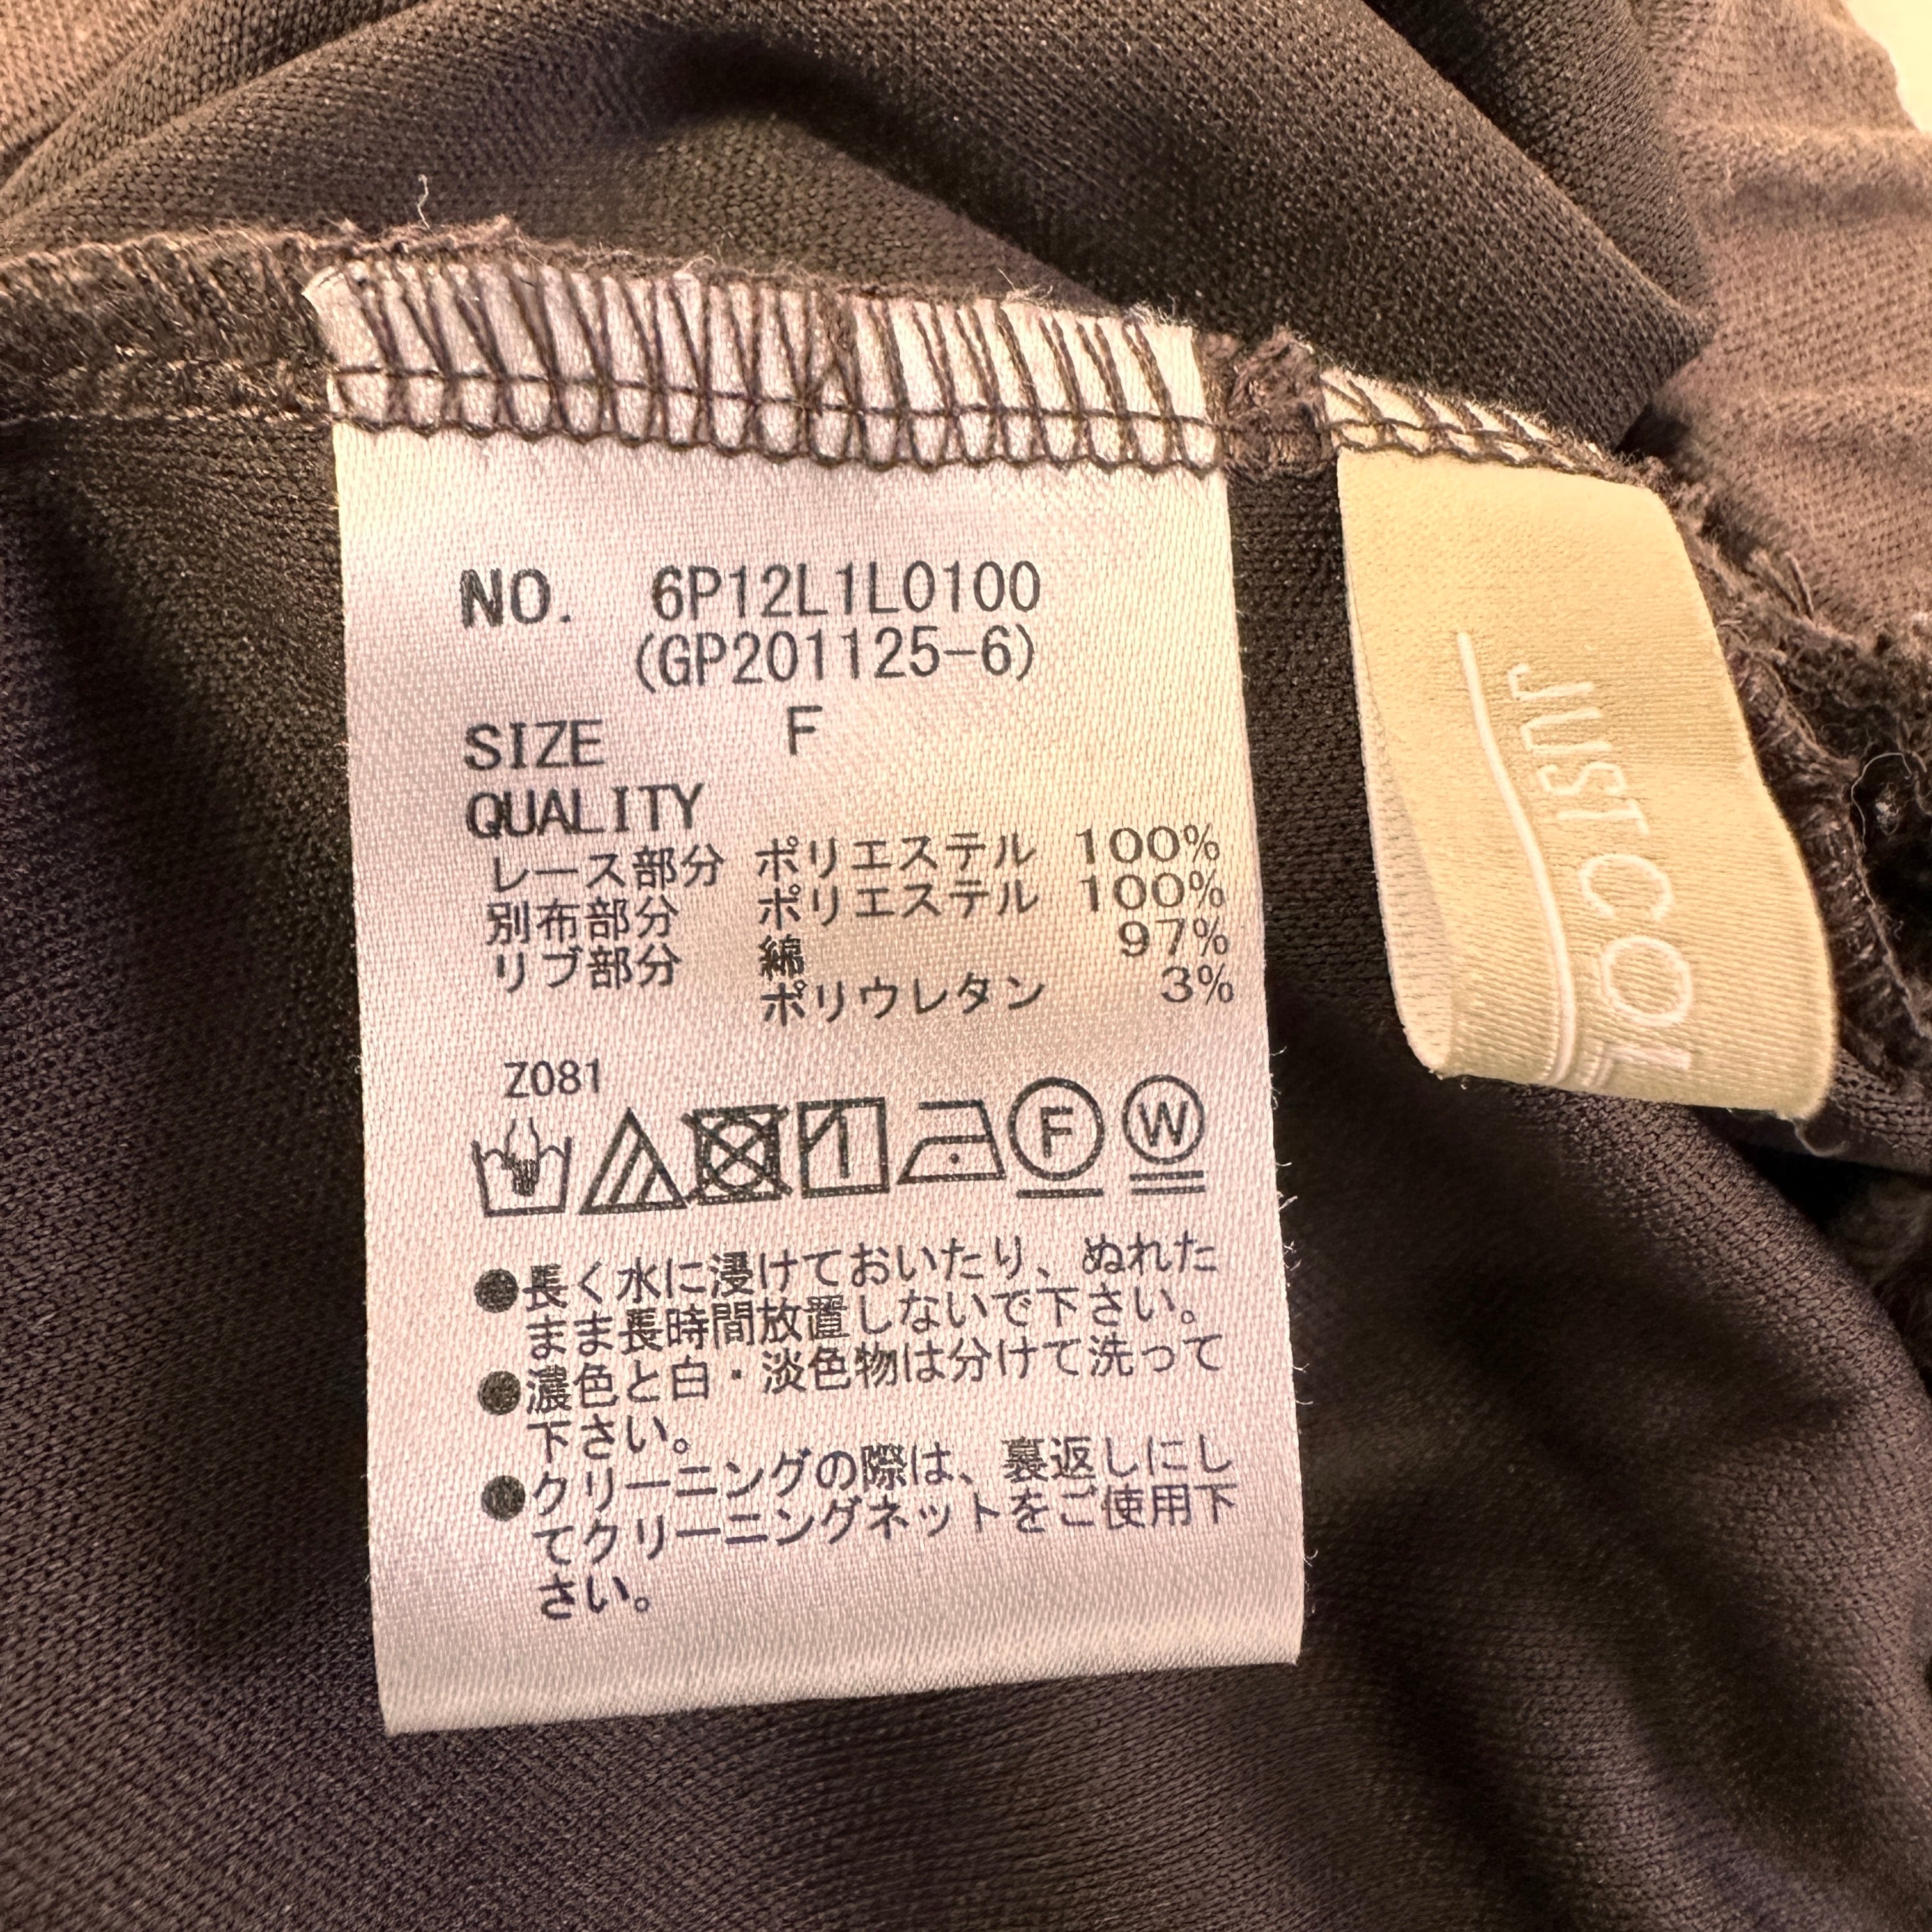 NO. 6P12L1L0100
(GP201125-6)
SIZE F
QUALITY
レース部分 ポリエステル 100%
別布部分 ポリエステル 100%
リブ部分 綿 97%
ポリウレタン 3%
Z081
F W
●長く水に浸けておいたり、ぬれた
まま長時間放置しないで下さい。
●濃色と白・淡色物は分けて洗って
下さい。
●クリーニングの際は、裏返しにし
てクリーニングネットをご使用下
さい。
JUST